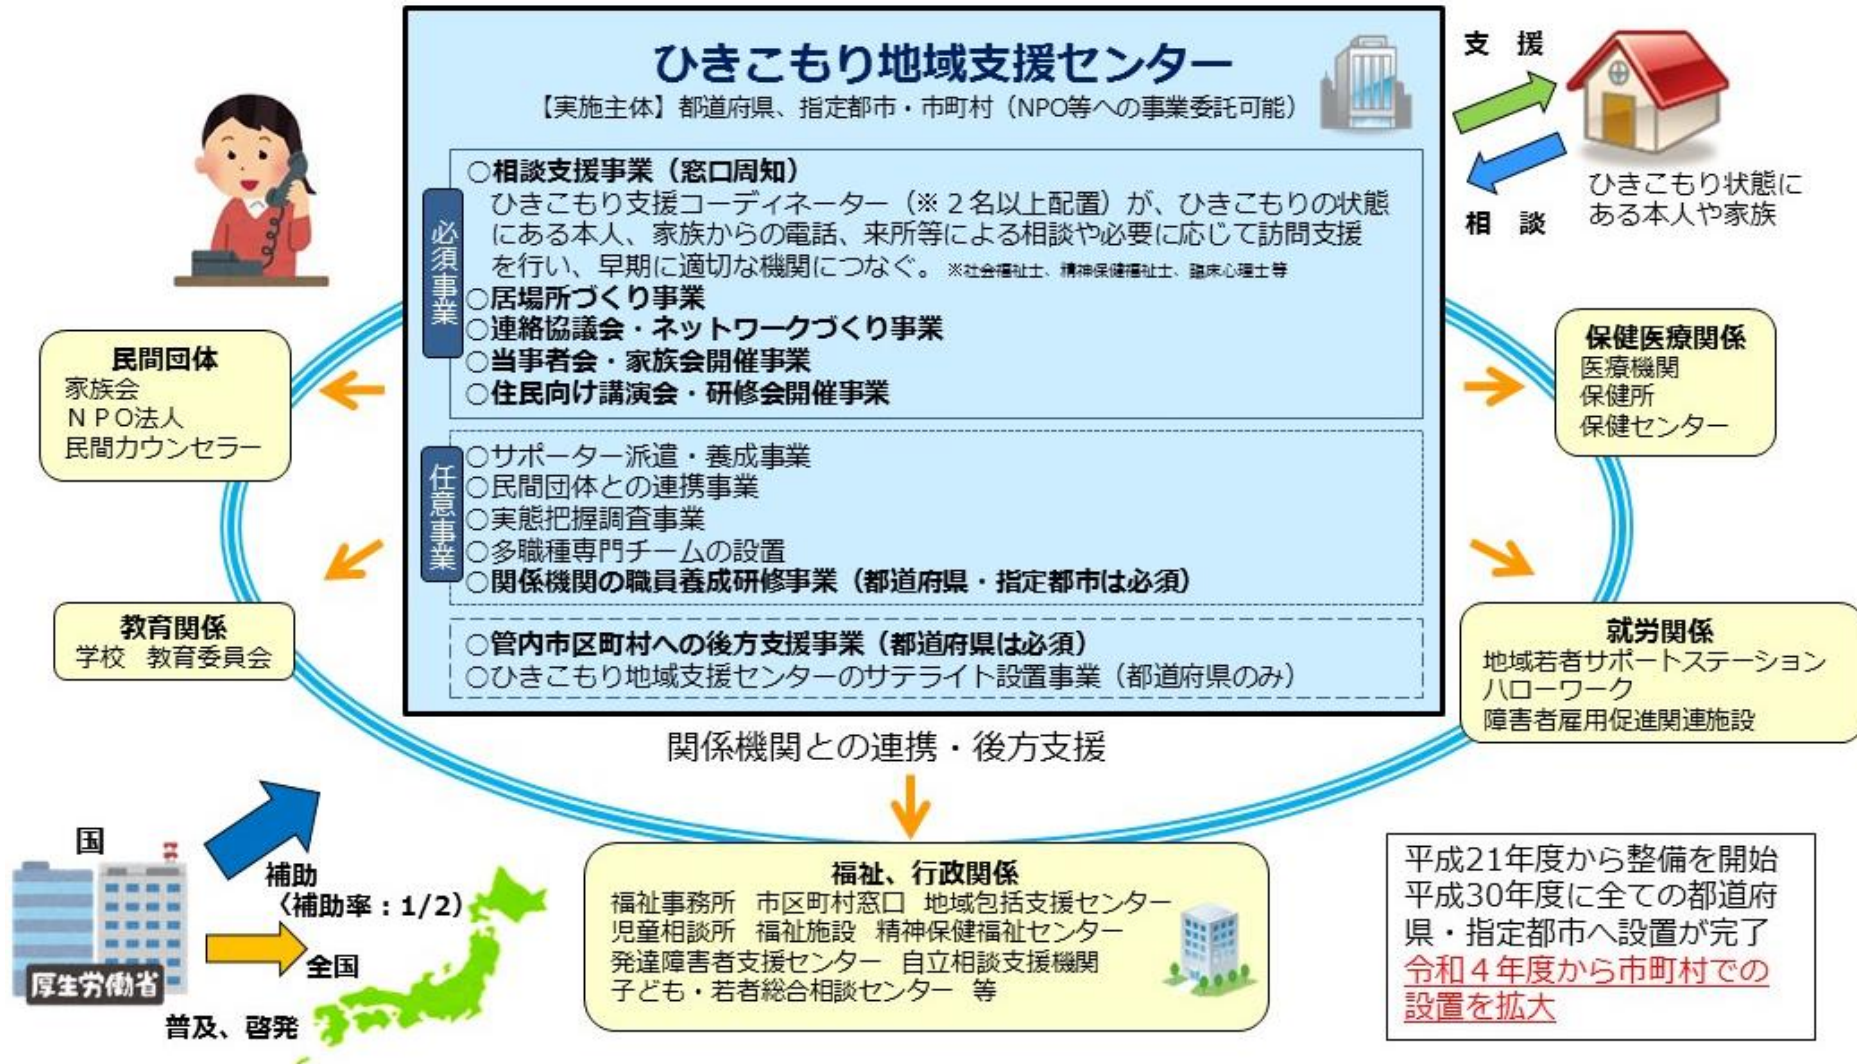 ひきこもり地域支援センター
【実施主体】都道府県、指定都市・市町村（NPO等への事業委託可能）
支　援
相　談
ひきこもり状態に
ある本人や家族
必須事業
○相談支援事業（窓口周知）
ひきこもり支援コーディネーター（※２名以上配置）が、ひきこもりの状態
にある本人、家族からの電話、来所等による相談や必要に応じて訪問支援
を行い、早期に適切な機関につなぐ。 ※社会福祉士、精神保健福祉士、臨床心理士等
○居場所づくり事業
○連絡協議会・ネットワークづくり事業
○当事者会・家族会開催事業
○住民向け講演会・研修会開催事業
任意事業
○サポーター派遣・養成事業
○民間団体との連携事業
○実態把握調査事業
○多職種専門チームの設置
○関係機関の職員養成研修事業（都道府県・指定都市は必須）
○管内市区町村への後方支援事業（都道府県は必須）
○ひきこもり地域支援センターのサテライト設置事業（都道府県のみ）
民間団体
家族会
ＮＰＯ法人
民間カウンセラー
教育関係
学校　教育委員会
保健医療関係
医療機関
保健所
保健センター
就労関係
地域若者サポートステーション
ハローワーク
障害者雇用促進関連施設
関係機関との連携・後方支援
福祉、行政関係
福祉事務所　市区町村窓口　地域包括支援センター
児童相談所　福祉施設　精神保健福祉センター
発達障害者支援センター　自立相談支援機関
子ども・若者総合相談センター　等
国
厚生労働省
補助
〈補助率：1/2〉
全国
普及、啓発
平成21年度から整備を開始
平成30年度に全ての都道府
県・指定都市へ設置が完了
令和４年度から市町村での
設置を拡大